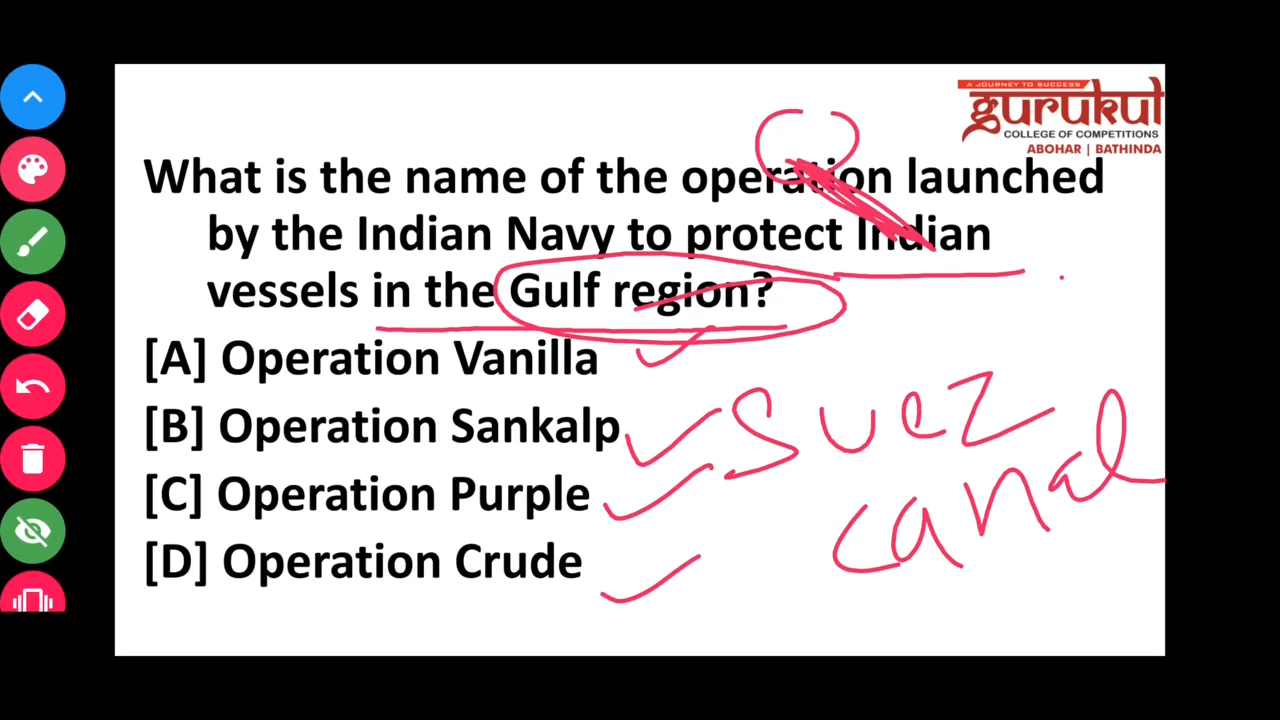 A JOURNEY TO SUCCESS
gurukul
COLLEGE OF COMPETITIONS
ABOHAR | BATHINDA
What is the name of the operation launched
by the Indian Navy to protect Indian
vessels in the Gulf region?
[A] Operation Vanilla
[B] Operation Sankalp
[C] Operation Purple
[D] Operation Crude
Suez
canal